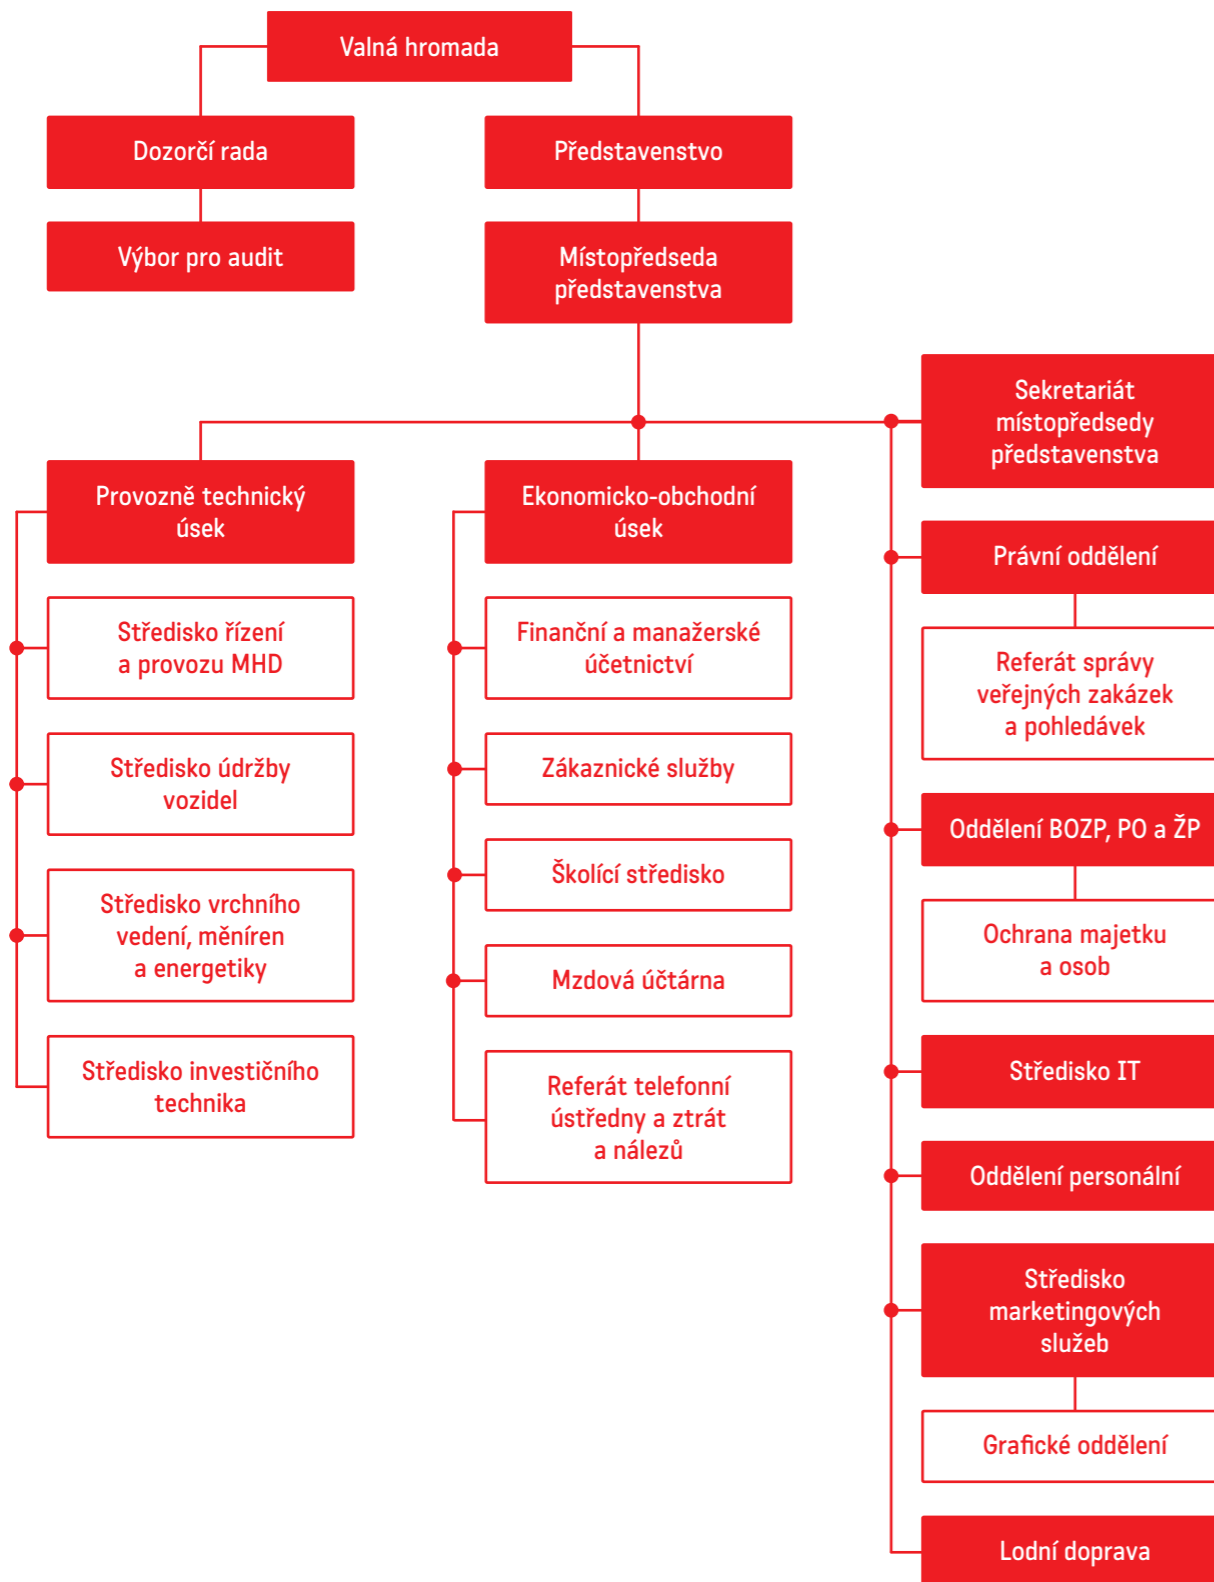 Valná hromada
Dozorčí rada
Představenstvo
Výbor pro audit
Místopředseda
představenstva
Sekretariát
místopředsedy
představenstva
Provozně technický
úsek
Středisko řízení
a provozu MHD
Středisko údržby
vozidel
Středisko vrchního
vedení, měníren
a energetiky
Středisko investičního
technika
Ekonomicko-obchodní
úsek
Finanční a manažerské
účetnictví
Zákaznické služby
Školící středisko
Mzdová účtárna
Referát telefonní
ústředny a ztrát
a nálezů
Právní oddělení
Referát správy
veřejných zakázek
a pohledávek
Oddělení BOZP, PO a ŽP
Ochrana majetku
a osob
Středisko IT
Oddělení personální
Středisko
marketingových
služeb
Grafické oddělení
Lodní doprava